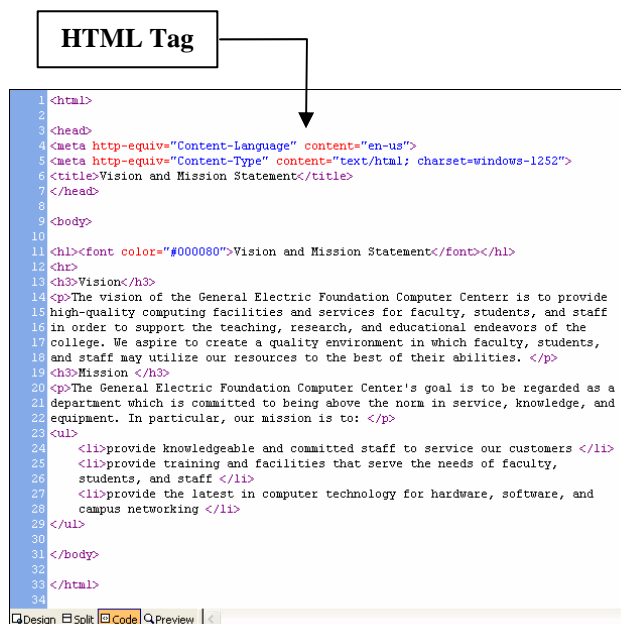 HTML Tag
1 <html>
2
3 <head>
4 <meta http-equiv="Content-Language" content="en-us">
5 <meta http-equiv="Content-Type" content="text/html; charset=windows-1252">
6 <title>Vision and Mission Statement</title>
7 </head>
8
9 <body>
10
11 <h1><font color="#000080">Vision and Mission Statement</font></h1>
12 <hr>
13 <h3>Vision</h3>
14 <p>The vision of the General Electric Foundation Computer Centerr is to provide
15 high-quality computing facilities and services for faculty, students, and staff
16 in order to support the teaching, research, and educational endeavors of the
17 college. We aspire to create a quality environment in which faculty, students,
18 and staff may utilize our resources to the best of their abilities. </p>
19 <h3>Mission </h3>
20 <p>The General Electric Foundation Computer Center's goal is to be regarded as a
21 department which is committed to being above the norm in service, knowledge, and
22 equipment. In particular, our mission is to: </p>
23 <ul>
24 <li>provide knowledgeable and committed staff to service our customers </li>
25 <li>provide training and facilities that serve the needs of faculty,
26 students, and staff </li>
27 <li>provide the latest in computer technology for hardware, software, and
28 campus networking </li>
29 </ul>
30
31 </body>
32
33 </html>
34
Design Split Code Preview